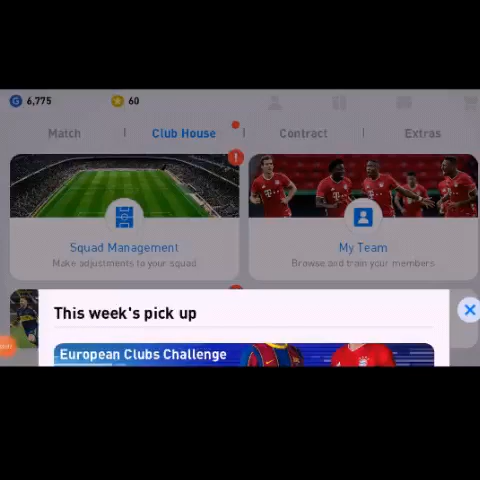 6,775
60
Match
Club House
Contract
Extras
Squad Management
My Team
Make adjustments to your squad
Browse and train your members
This week's pick up
European Clubs Challenge